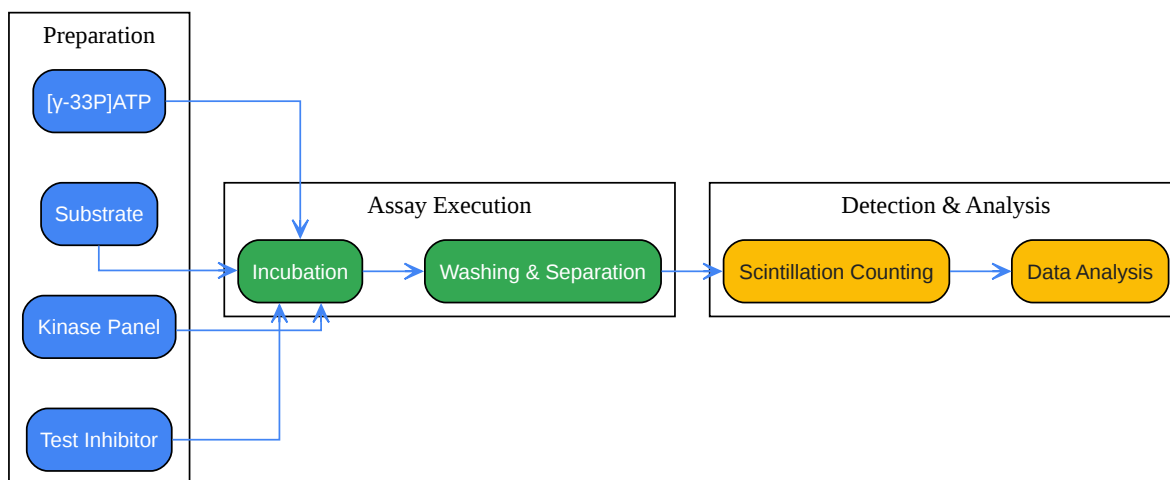 Preparation
[γ-33P]ATP
Substrate
Kinase Panel
Test Inhibitor
Assay Execution
Incubation
Washing & Separation
Detection & Analysis
Scintillation Counting
Data Analysis